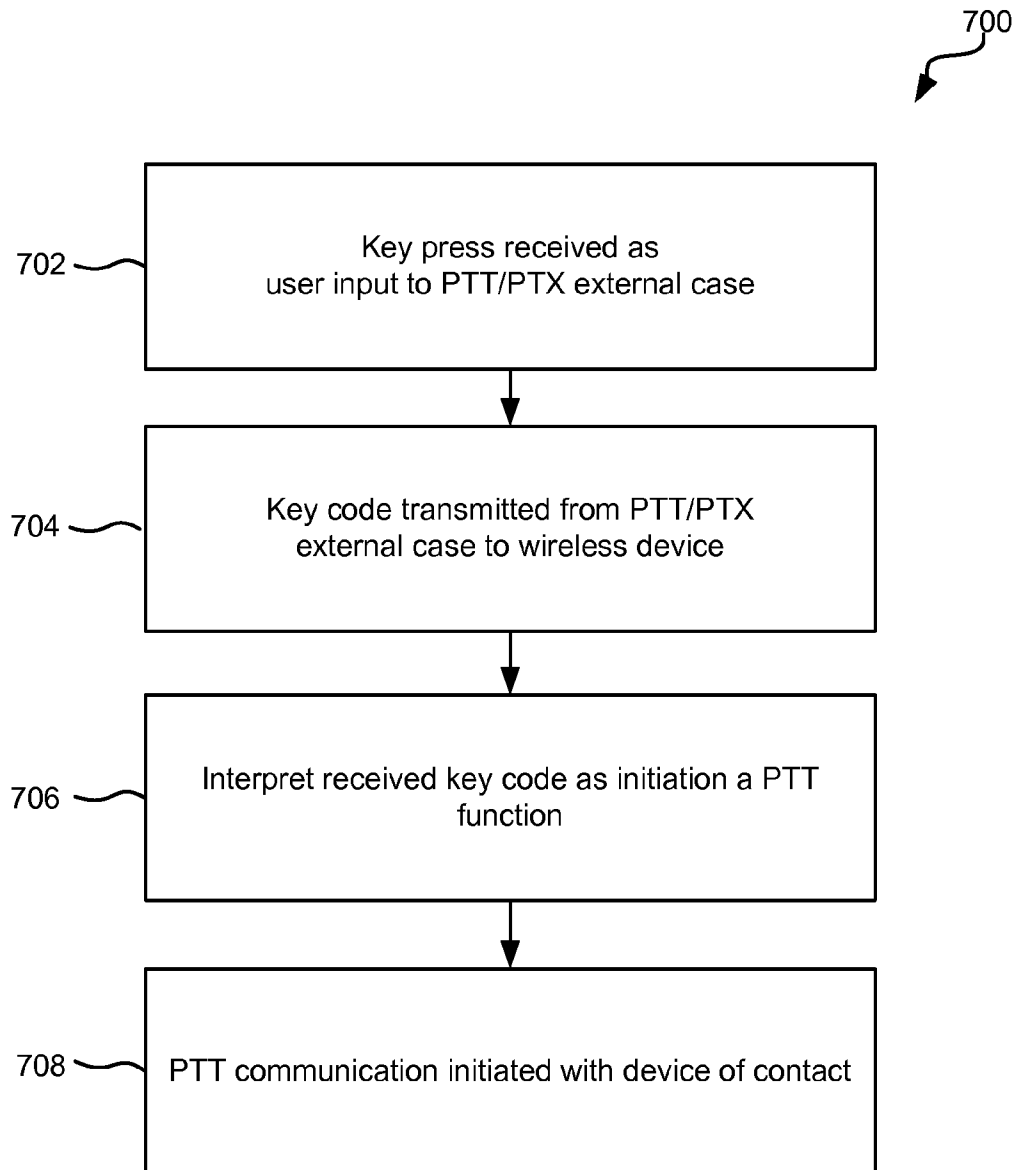 700
702
Key press received as
user input to PTT/PTX external case
704
Key code transmitted from PTT/PTX
external case to wireless device
706
Interpret received key code as initiation a PTT
function
708
PTT communication initiated with device of contact